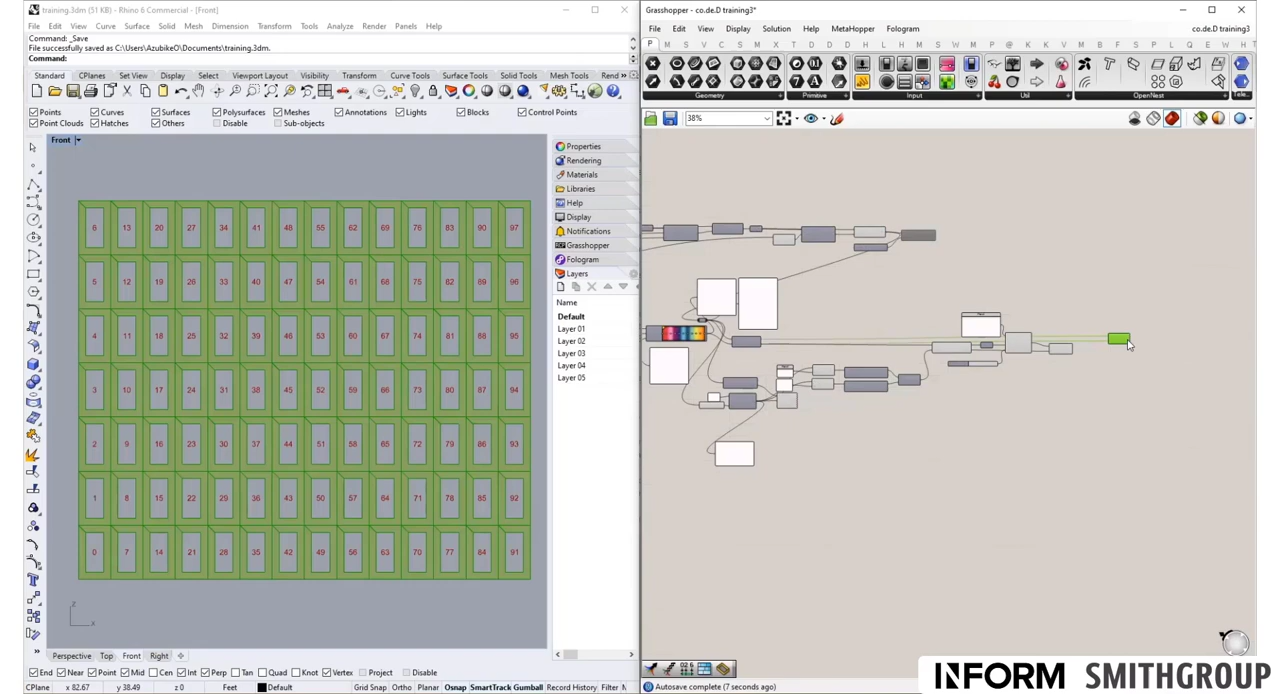 training.3dm (51 KB) - Rhino 6 Commercial - [Front]
File Edit View Curve Surface Solid Mesh Dimension Transform Tools Analyze Render Panels Help
Command: _Save
File successfully saved as C:\Users\AzubikeO\Documents\training.3dm.
Command:
Standard CPlanes Set View Display Select Viewport Layout Visibility Transform Curve Tools Surface Tools Solid Tools Mesh Tools Rend »
Points Curves Surfaces Polysurfaces Meshes Annotations Lights Blocks Control Points
Point Clouds Hatches Others Disable Sub-objects
Front
6 13 20 27 34 41 48 55 62 69 76 83 90 97
5 12 19 26 33 40 47 54 61 68 75 82 89 96
4 11 18 25 32 39 46 53 60 67 74 81 88 95
3 10 17 24 31 38 45 52 59 66 73 80 87 94
2 9 16 23 30 37 44 51 58 65 72 79 86 93
1 8 15 22 29 36 43 50 57 64 71 78 85 92
0 7 14 21 28 35 42 49 56 63 70 77 84 91
z
x
Properties
Rendering
Materials
Libraries
Help
Display
Notifications
Grasshopper
Fologram
Layers
Name
Default
Layer 01
Layer 02
Layer 03
Layer 04
Layer 05
Perspective Top Front Right
End Near Point Mid Cen Int Perp Tan Quad Knot Vertex Project Disable
CPlane x 82.67 y 38.49 z 0 Feet Default Grid Snap Ortho Planar Osnap SmartTrack Gumball Record History Filter
Grasshopper - co.de.D training3*
File Edit View Display Solution Help MetaHopper Fologram co.de.D training3
Geometry Primitive Input Util OpenNest Tele...
38%
Autosave complete (7 seconds ago)
INFORM SMITHGROUP